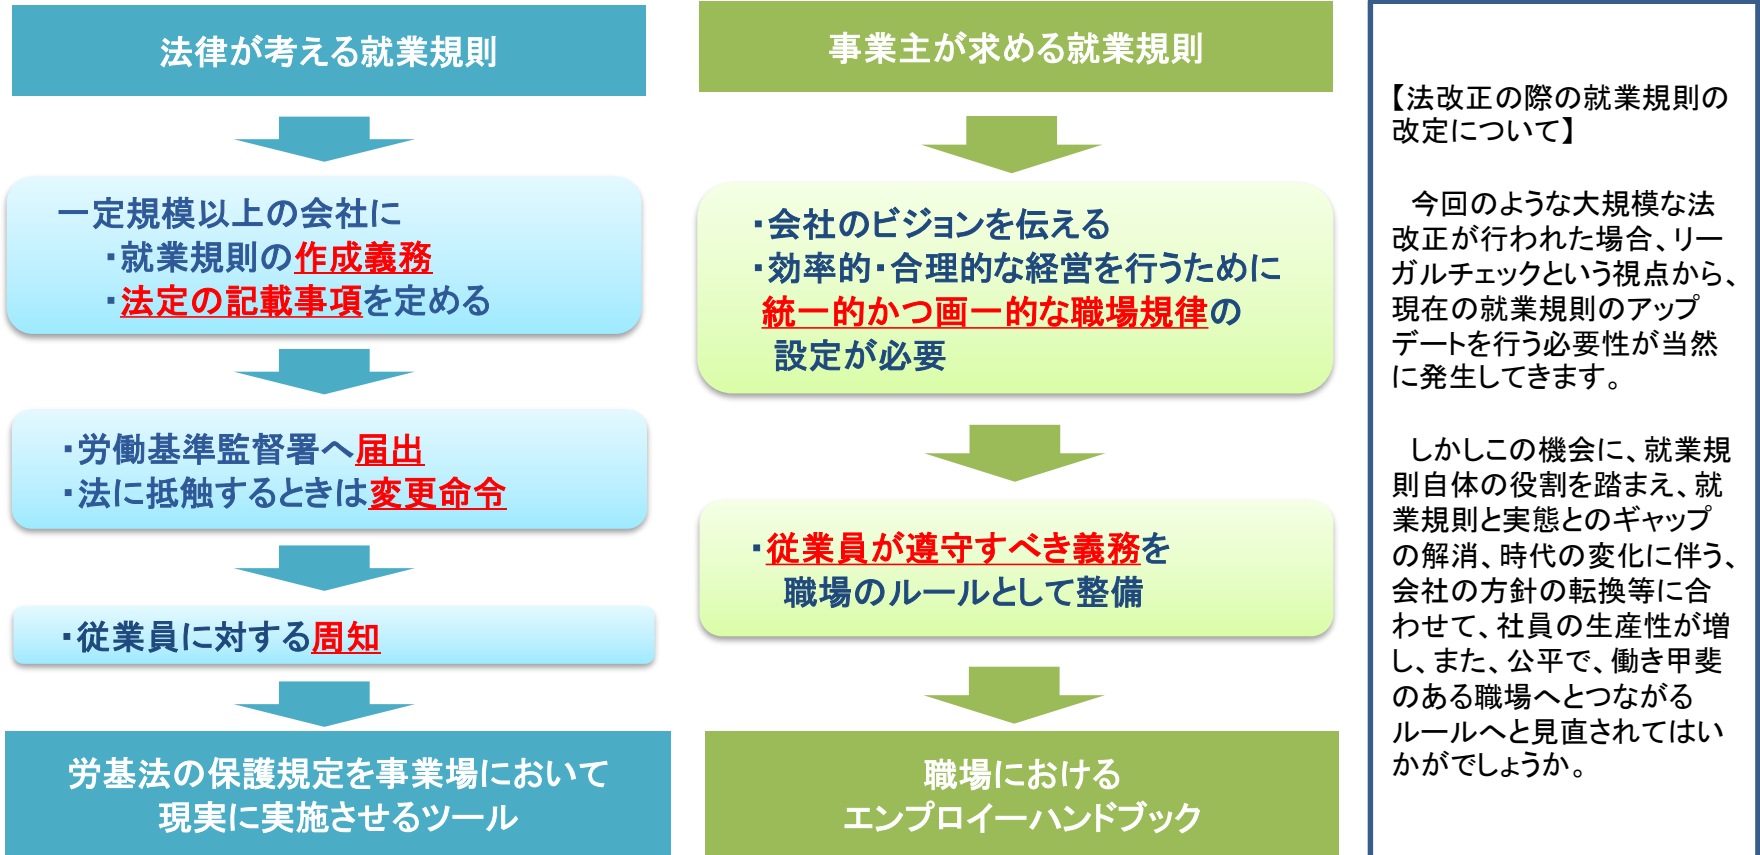 法律が考える就業規則
一定規模以上の会社に
・就業規則の作成義務
・法定の記載事項を定める
・労働基準監督署へ届出
・法に抵触するときは変更命令
・従業員に対する周知
労基法の保護規定を事業場において
現実に実施させるツール
事業主が求める就業規則
・会社のビジョンを伝える
・効率的・合理的な経営を行うために
統一的かつ画一的な職場規律の
設定が必要
・従業員が遵守すべき義務を
職場のルールとして整備
職場における
エンプロイーハンドブック
【法改正の際の就業規則の
改定について】
今回のような大規模な法
改正が行われた場合、リー
ガルチェックという視点から、
現在の就業規則のアップ
デートを行う必要性が当然
に発生してきます。
しかしこの機会に、就業規
則自体の役割を踏まえ、就
業規則と実態とのギャップ
の解消、時代の変化に伴う、
会社の方針の転換等に合
わせて、社員の生産性が増
し、また、公平で、働き甲斐
のある職場へとつながる
ルールへと見直されてはい
かがでしょうか。